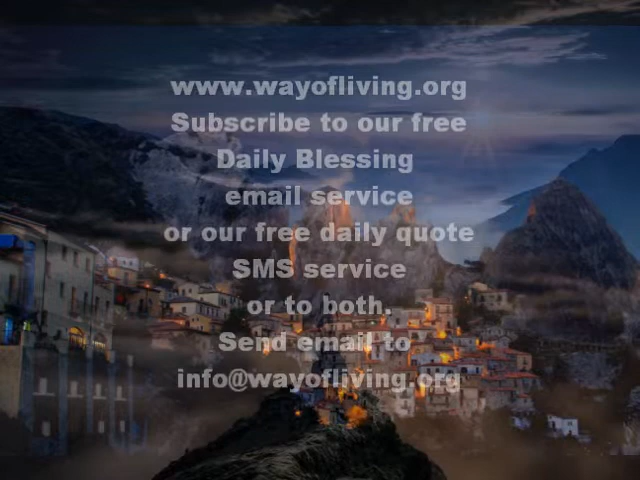 www.wayofliving.org
Subscribe to our free
Daily Blessing
email service
or our free daily quote
SMS service
or to both.
Send email to
info@wayofliving.org